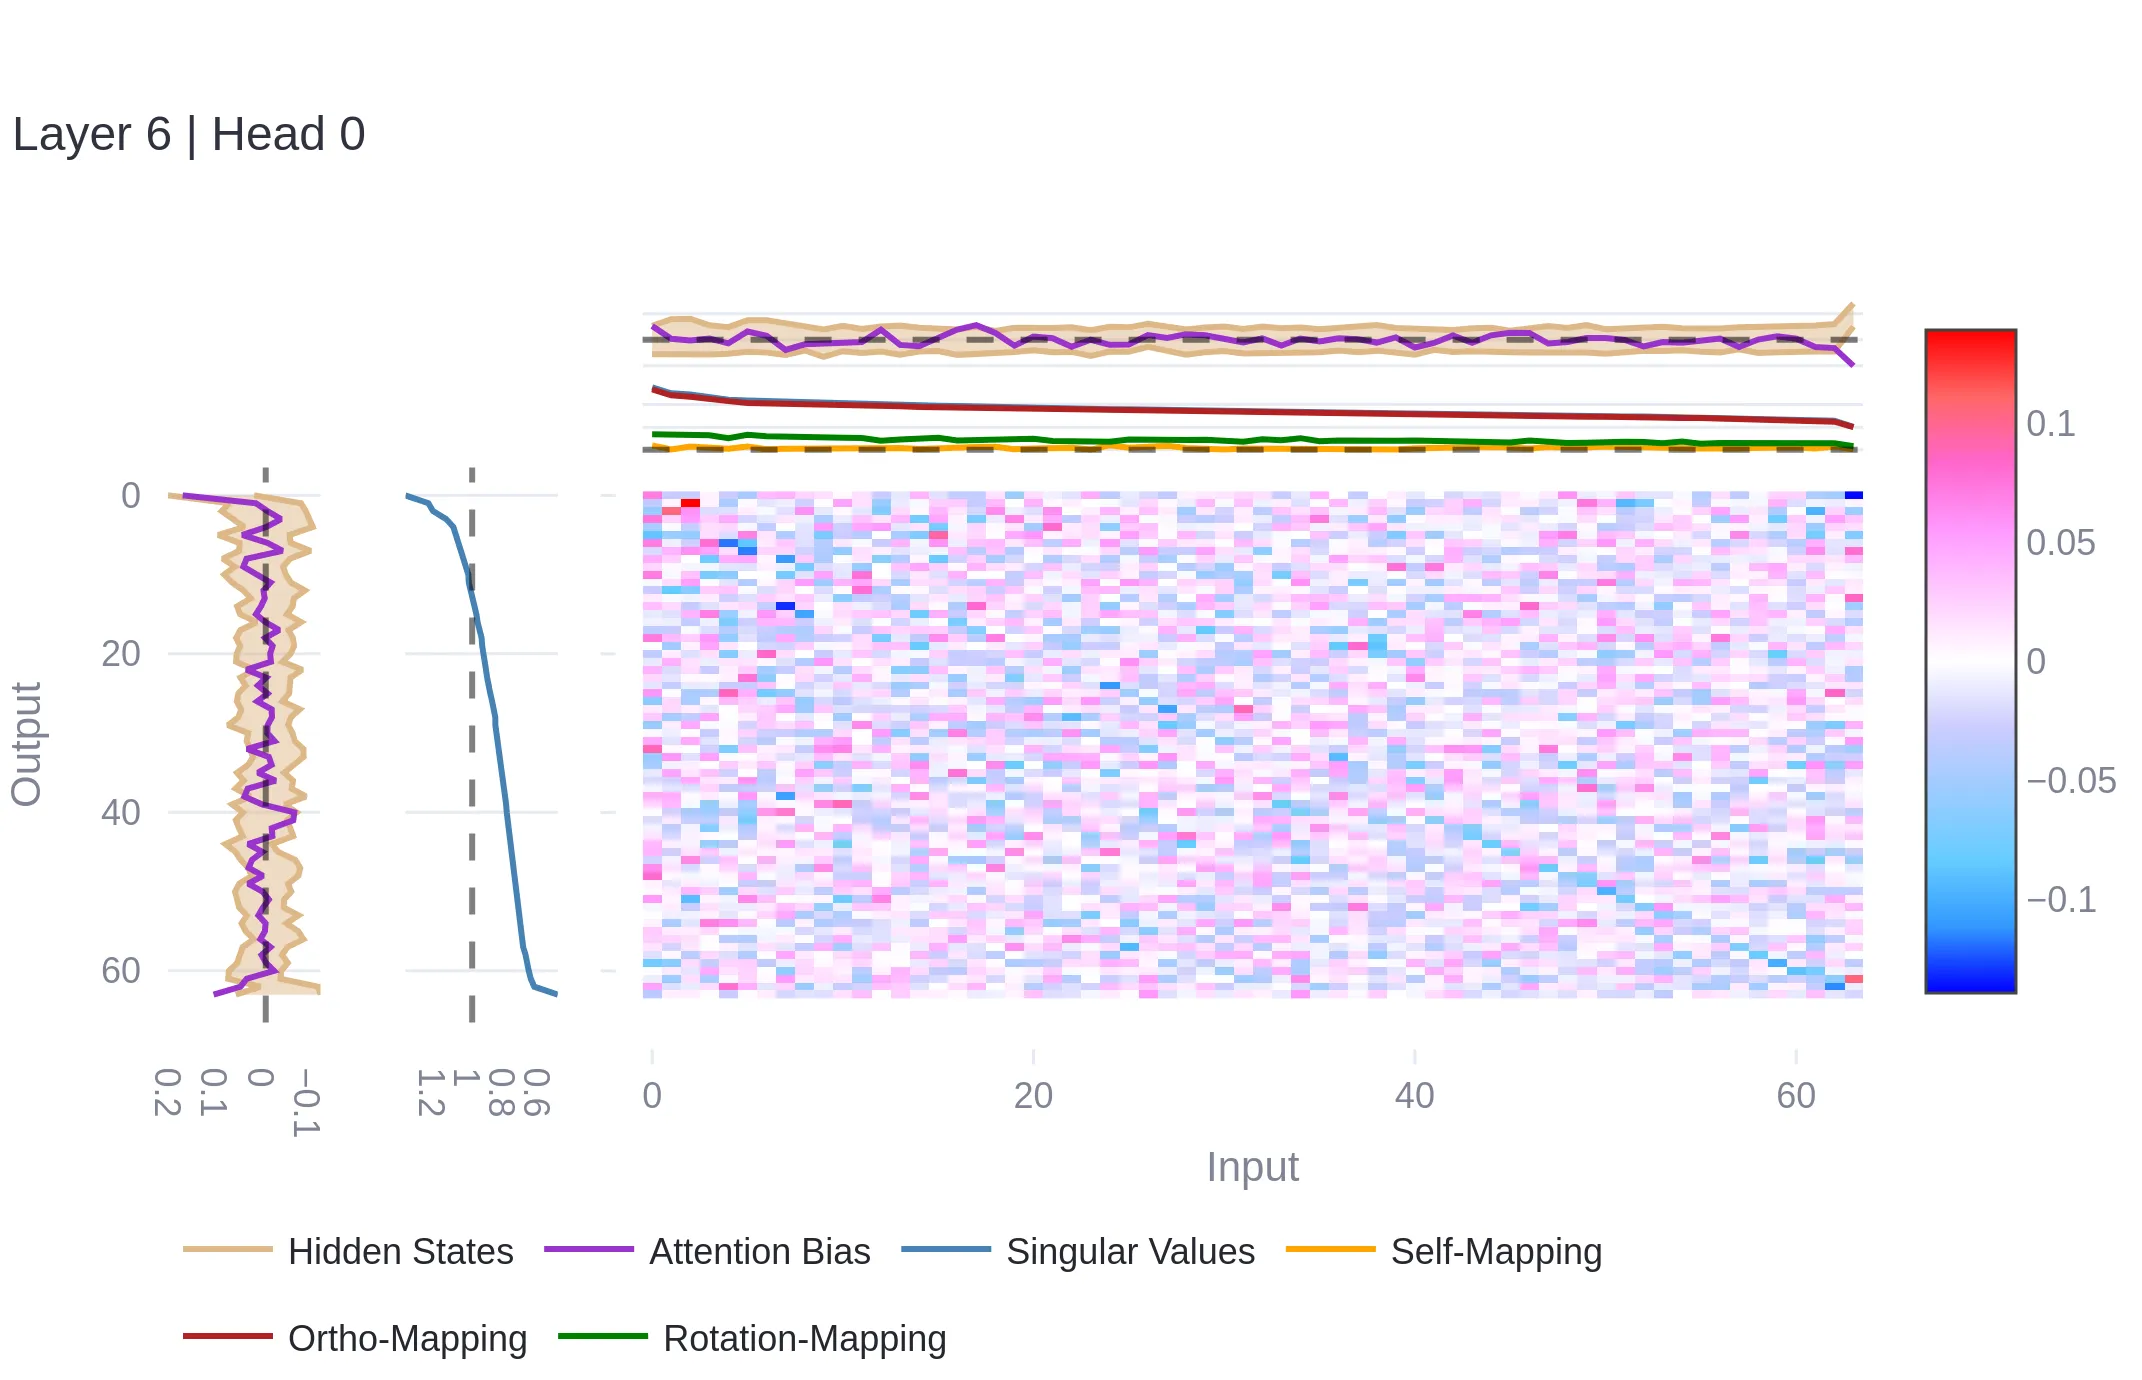 Layer 6 | Head 0
0
20
40
60
Output
0.2
0.1
0
−0.1
1.2
1
0.8
0.6
0
20
40
60
Input
0.1
0.05
0
−0.05
−0.1
Hidden States
Attention Bias
Singular Values
Self-Mapping
Ortho-Mapping
Rotation-Mapping